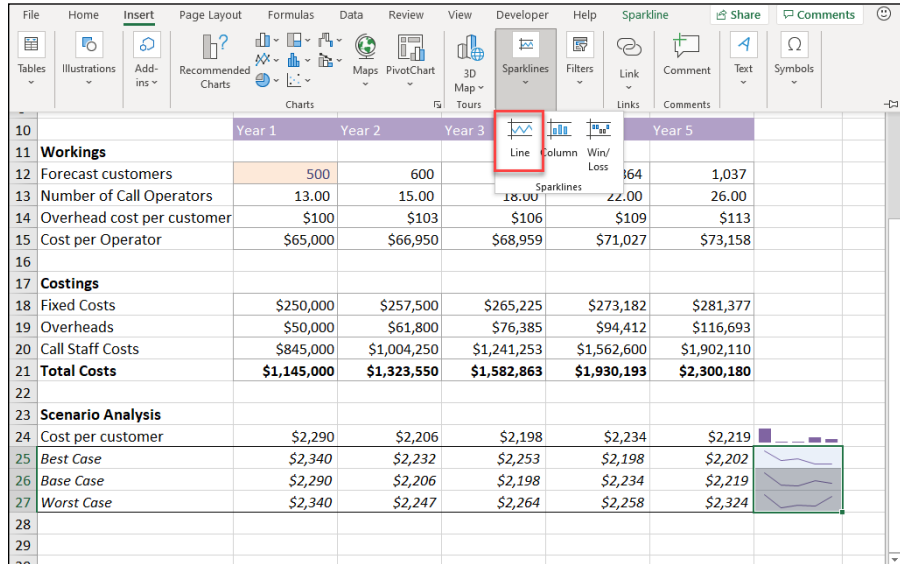 File Home Insert Page Layout Formulas Data Review View Developer Help Sparkline Share Comments
Tables Illustrations Add-ins Recommended Charts Maps PivotChart 3D Map Sparklines Filters Link Comment Text Symbols
Charts Tours Links Comments
Line Column Win/Loss
Sparklines
10 Year 1 Year 2 Year 3 Year 5
11 Workings
12 Forecast customers 500 600 864 1,037
13 Number of Call Operators 13.00 15.00 18.00 22.00 26.00
14 Overhead cost per customer $100 $103 $106 $109 $113
15 Cost per Operator $65,000 $66,950 $68,959 $71,027 $73,158
16
17 Costings
18 Fixed Costs $250,000 $257,500 $265,225 $273,182 $281,377
19 Overheads $50,000 $61,800 $76,385 $94,412 $116,693
20 Call Staff Costs $845,000 $1,004,250 $1,241,253 $1,562,600 $1,902,110
21 Total Costs $1,145,000 $1,323,550 $1,582,863 $1,930,193 $2,300,180
22
23 Scenario Analysis
24 Cost per customer $2,290 $2,206 $2,198 $2,234 $2,219
25 Best Case $2,340 $2,232 $2,253 $2,198 $2,202
26 Base Case $2,290 $2,206 $2,198 $2,234 $2,219
27 Worst Case $2,340 $2,247 $2,264 $2,258 $2,324
28
29